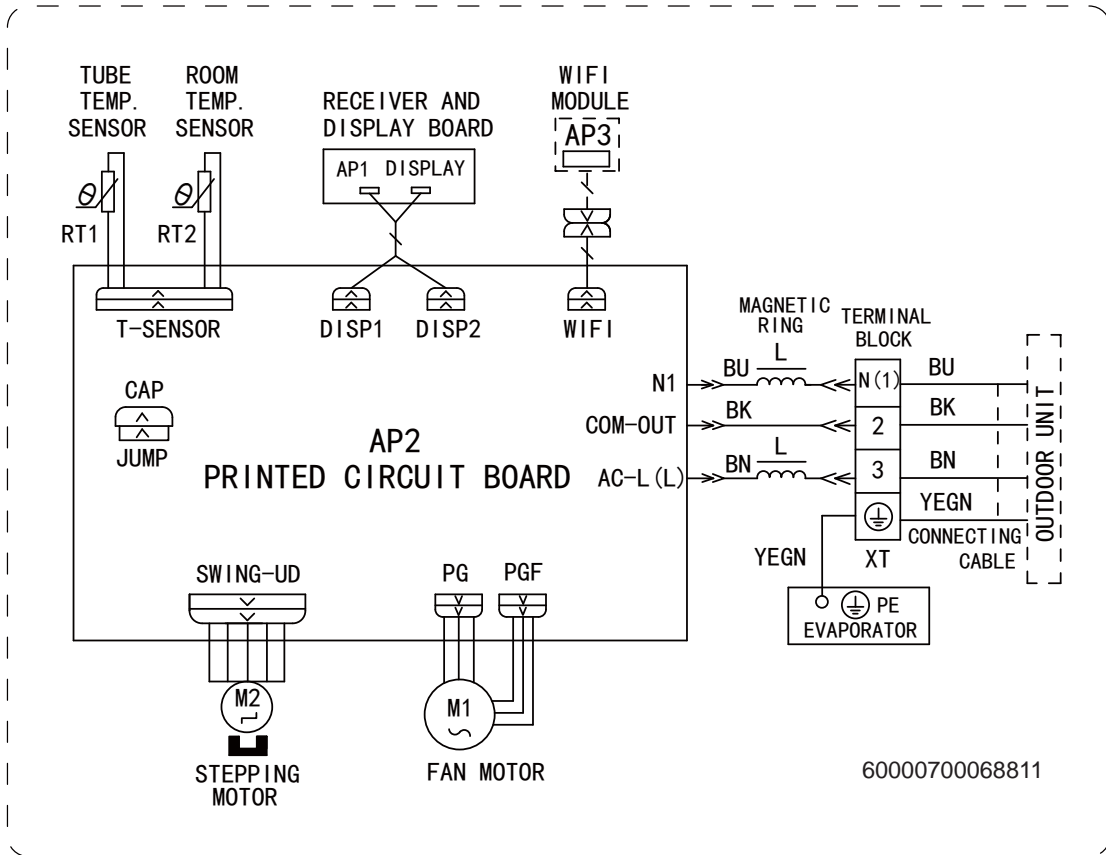 TUBE
TEMP.
SENSOR
ROOM
TEMP.
SENSOR
RECEIVER AND
DISPLAY BOARD
WIFI
MODULE
AP3
AP1 DISPLAY
θ
RT1
θ
RT2
T-SENSOR
DISP1
DISP2
WIFI
MAGNETIC
RING
TERMINAL
BLOCK
CAP
JUMP
AP2
PRINTED CIRCUIT BOARD
N1
BU
L
N(1)
BU
COM-OUT
BK
2
BK
AC-L(L)
BN
L
3
BN
YEGN
CONNECTING
CABLE
OUTDOOR UNIT
XT
YEGN
PE
EVAPORATOR
SWING-UD
PG
PGF
M2
STEPPING
MOTOR
M1
FAN MOTOR
60000700068811